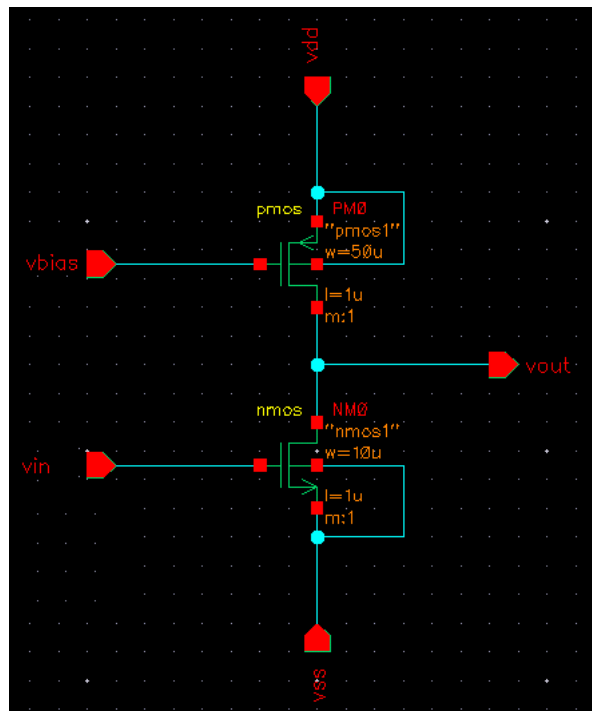 vdd
pmos
PM0
"pmos1"
w=50u
vbias
l=1u
m:1
vout
nmos
NM0
"nmos1"
w=10u
vin
l=1u
m:1
vss